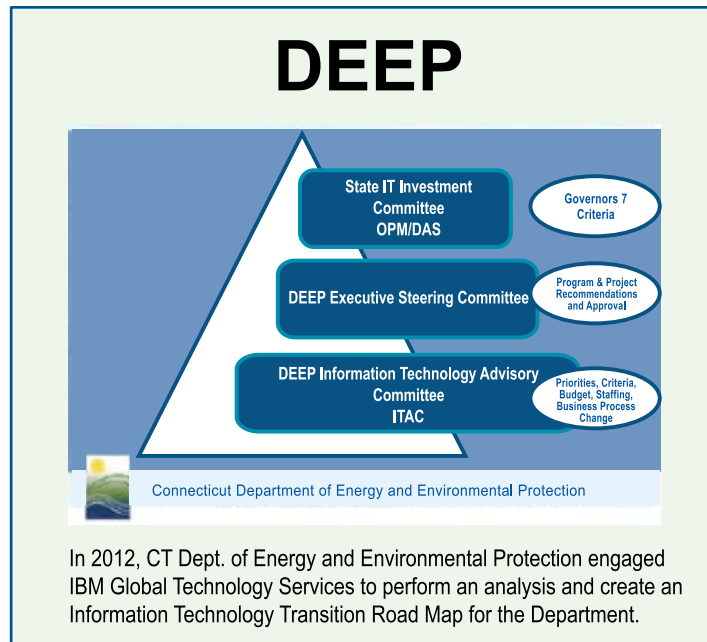 DEEP
State IT Investment
Committee
OPM/DAS
Governors 7
Criteria
DEEP Executive Steering Committee
Program & Project
Recommendations
and Approval
DEEP Information Technology Advisory
Committee
ITAC
Priorities, Criteria,
Budget, Staffing,
Business Process
Change
Connecticut Department of Energy and Environmental Protection
In 2012, CT Dept. of Energy and Environmental Protection engaged
IBM Global Technology Services to perform an analysis and create an
Information Technology Transition Road Map for the Department.